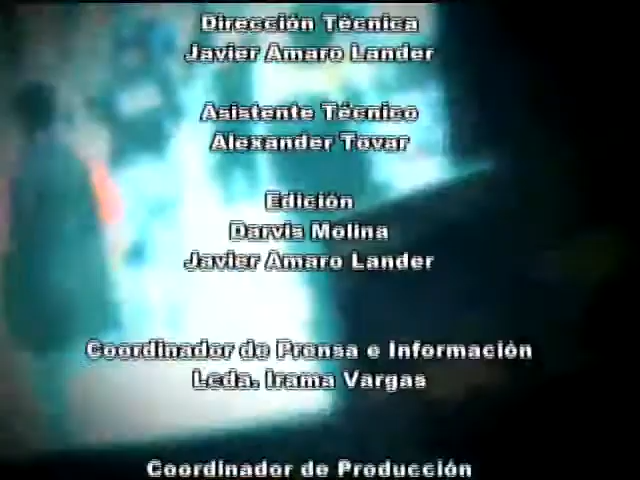 Dirección Técnica
Javier Amaro Lander
Asistente Técnico
Alexander Tovar
Edición
Darvis Molina
Javier Amaro Lander
Coordinador de Prensa e Información
Lcda. Irama Vargas
Coordinador de Producción